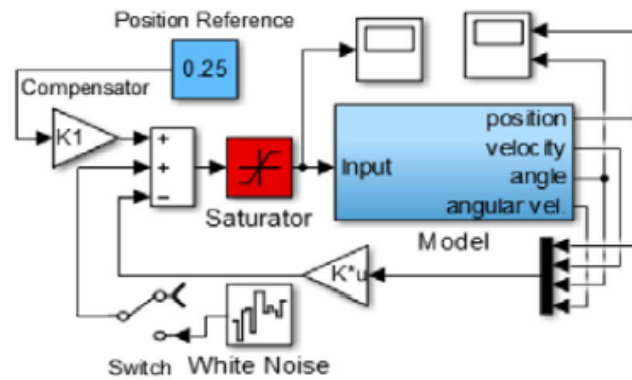 Position Reference
0.25
Compensator
K1
+
+
−
Saturator
Input
position
velocity
angle
angular vel.
Model
K*u
Switch
White Noise